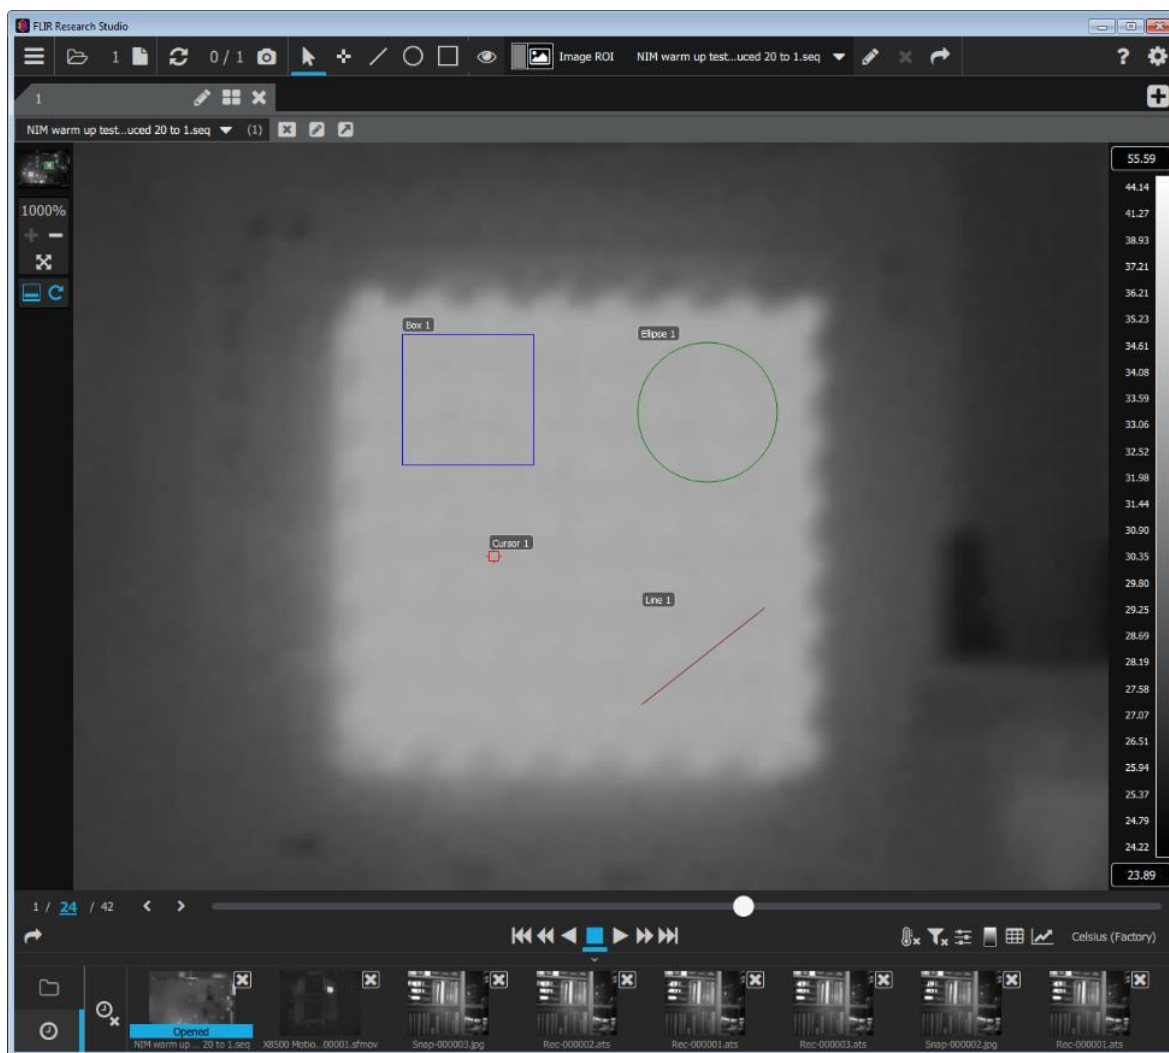 FLIR Research Studio
1 0 / 1 Image ROI NIM warm up test...uced 20 to 1.seq ?
1
NIM warm up test...uced 20 to 1.seq (1)
1000%
55.59
44.14
41.27
38.93
37.21
36.21
35.23
34.61
34.08
33.59
33.06
32.52
31.98
31.44
30.90
30.35
29.80
29.25
28.69
28.19
27.58
27.07
26.51
25.94
25.37
24.79
24.22
23.89
Box 1
Ellipse 1
Cursor 1
Line 1
1 / 24 / 42
Celsius (Factory)
Opened
NIM warm up ... 20 to 1.seq
X8500 Motio...00001.sfmov
Snap-000003.jpg
Rec-000002.ats
Rec-000001.ats
Rec-000003.ats
Snap-000002.jpg
Rec-000001.ats